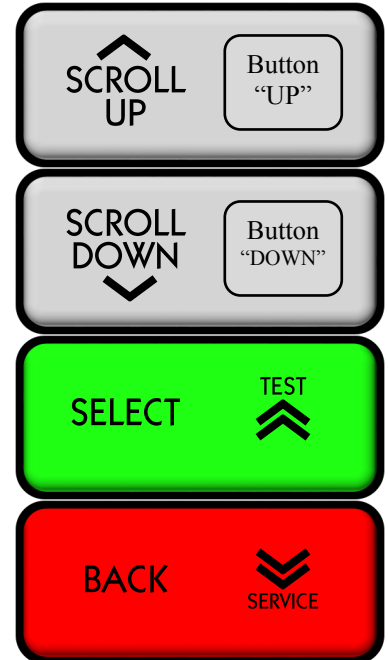 SCROLL
UP
Button
“UP”
SCROLL
DOWN
Button
“DOWN”
SELECT
TEST
BACK
SERVICE